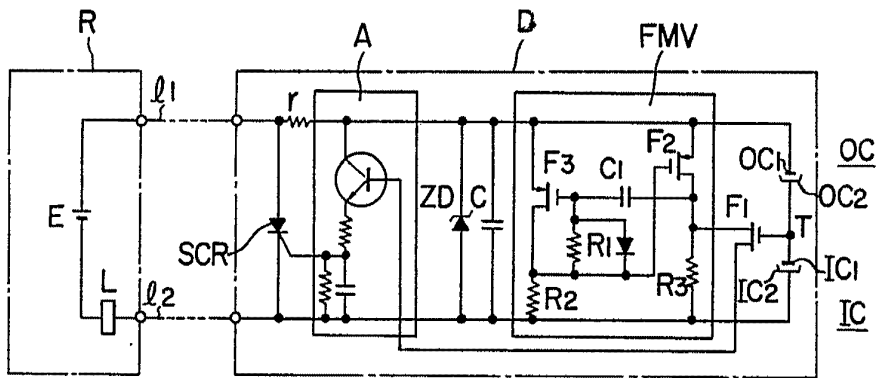 R
A
D
FMV
ℓ1
r
F2
OC
F3
C1
OC1
OC2
E
ZD
C
F1
T
SCR
R1
IC1
L
ℓ2
R2
R3
IC2
IC